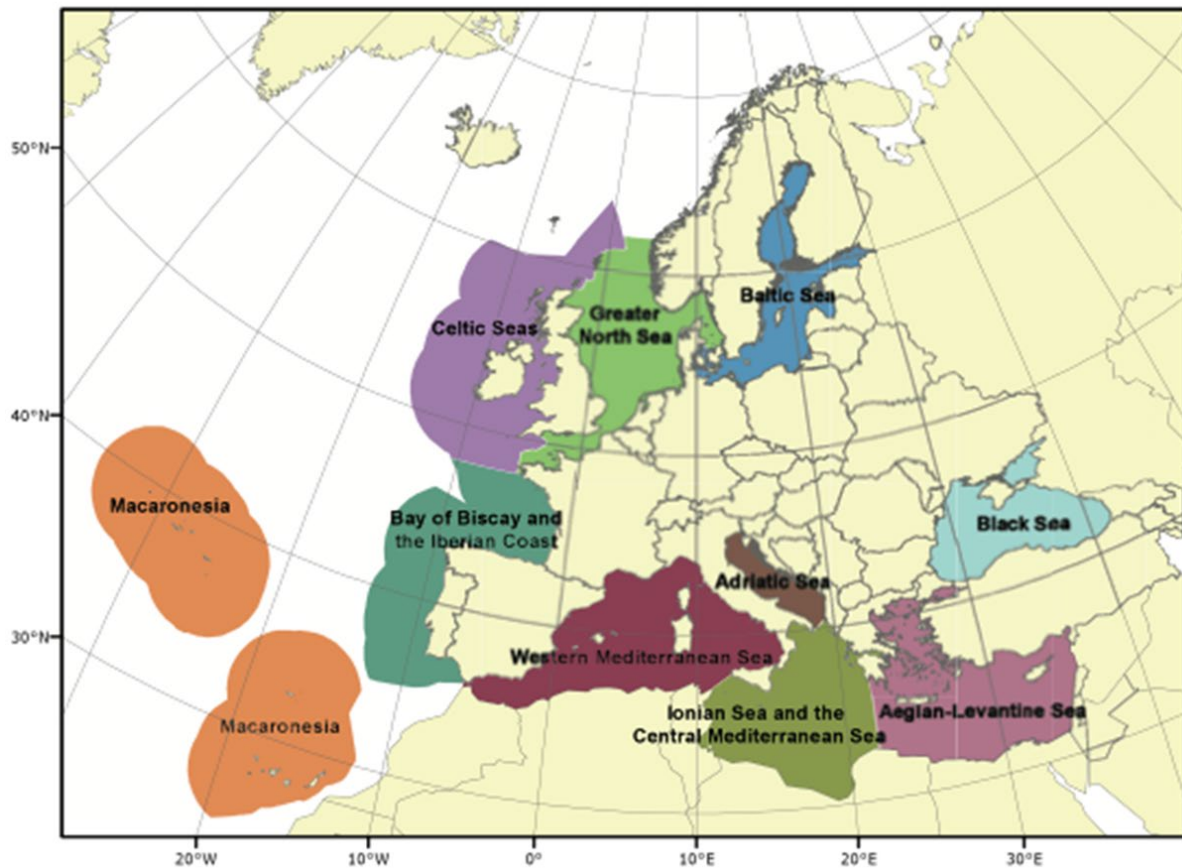 50°N
Baltic Sea
Greater
North Sea
Celtic Seas
40°N
Macaronesia
Bay of Biscay and
the Iberian Coast
Black Sea
Adriatic Sea
30°N
Western Mediterranean Sea
Ionian Sea and the
Central Mediterranean Sea
Aegian-Levantine Sea
Macaronesia
20°W
10°W
0°
10°E
20°E
30°E